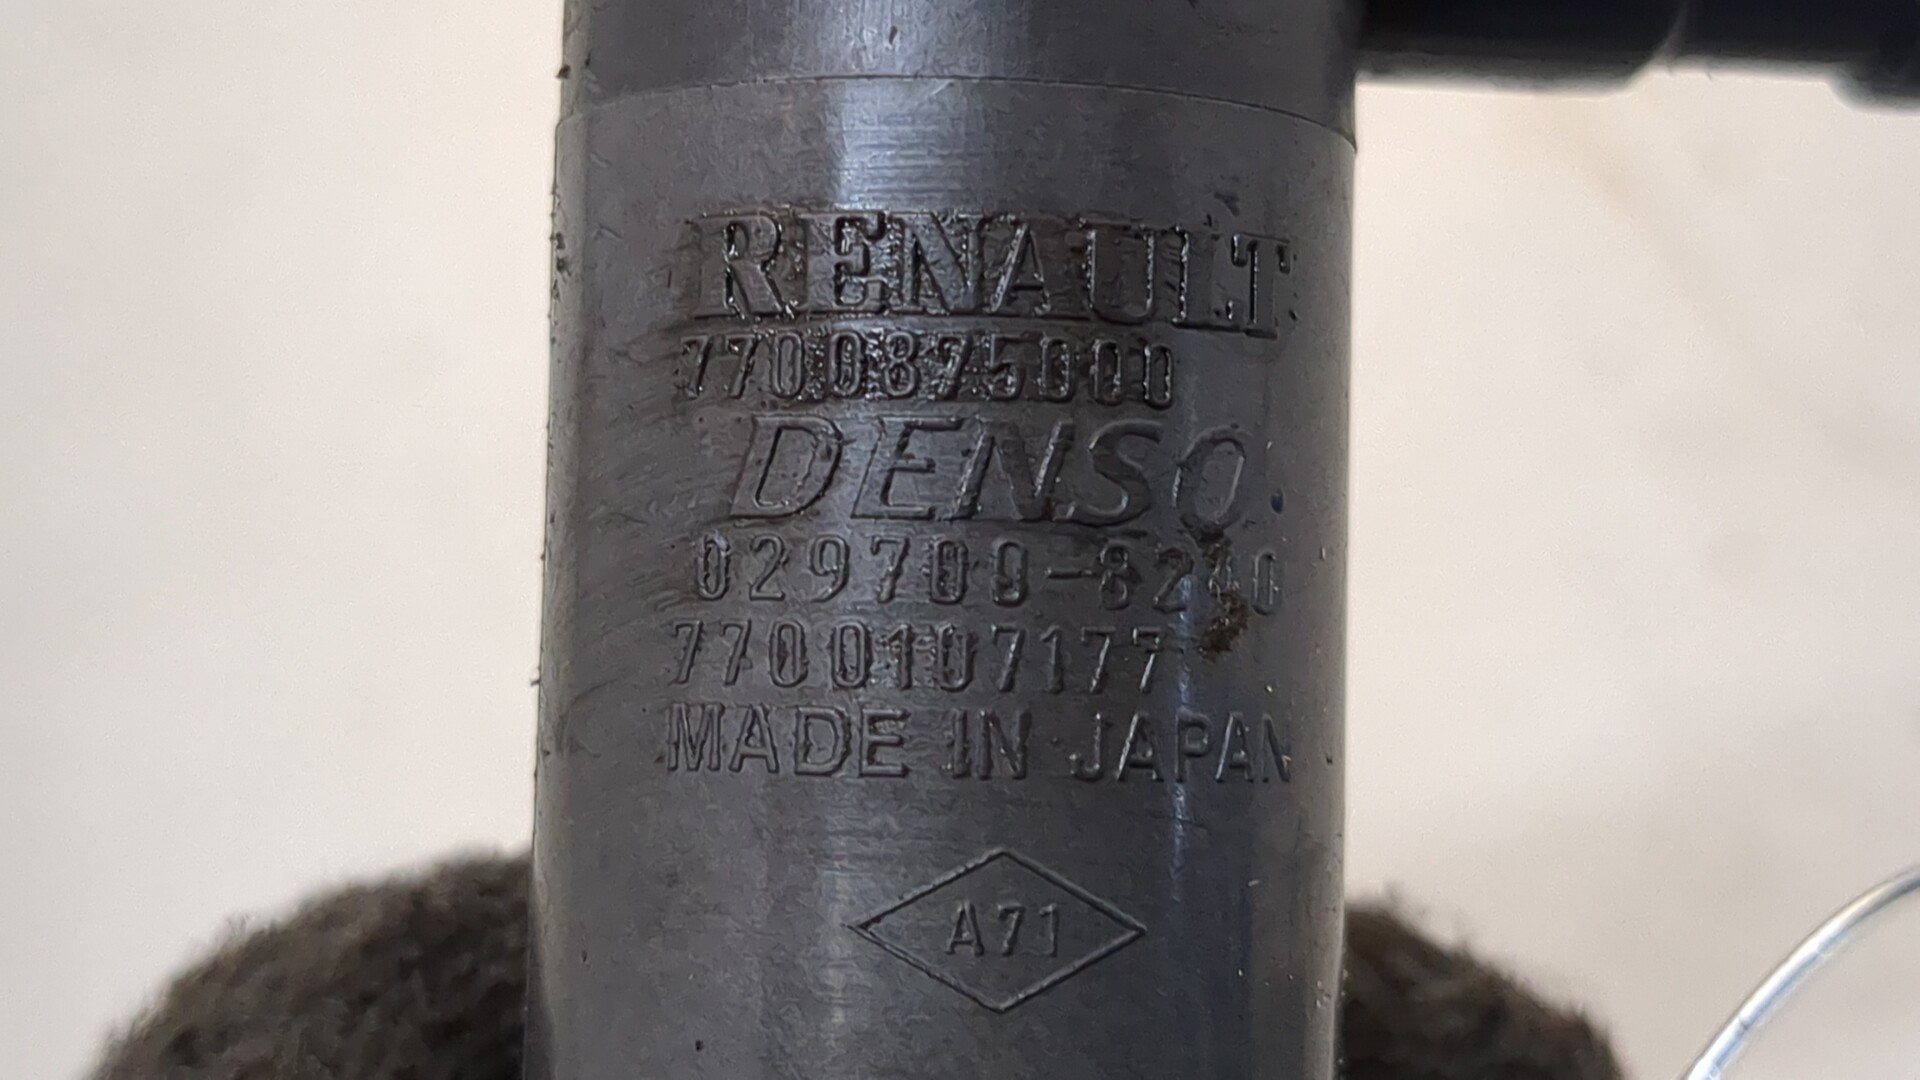 RENAULT
7700875000
DENSO
029700-8240
7700107177
MADE IN JAPAN
A71